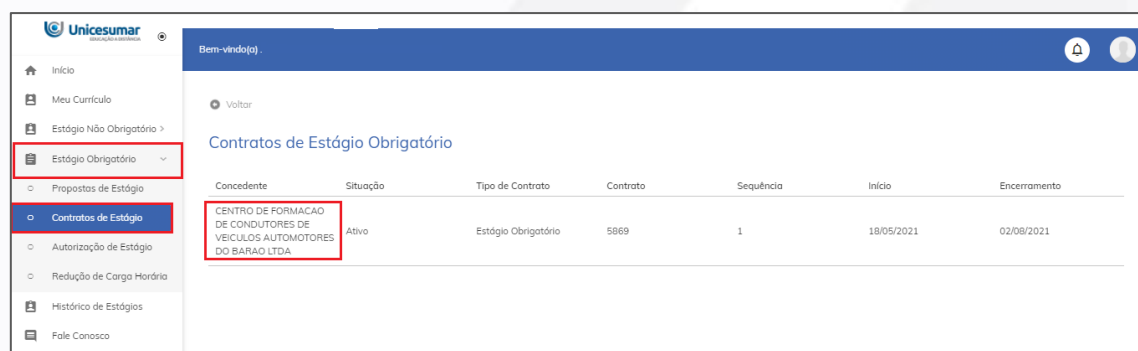 Unicesumar
EDUCAÇÃO A DISTÂNCIA
Bem-vindo(a) .
Início
Meu Currículo
Estágio Não Obrigatório >
Estágio Obrigatório
Propostas de Estágio
Contratos de Estágio
Autorização de Estágio
Redução de Carga Horária
Histórico de Estágios
Fale Conosco
Voltar
Contratos de Estágio Obrigatório
Concedente Situação Tipo de Contrato Contrato Sequência Início Encerramento
CENTRO DE FORMACAO
DE CONDUTORES DE
VEICULOS AUTOMOTORES
DO BARAO LTDA
Ativo Estágio Obrigatório 5869 1 18/05/2021 02/08/2021